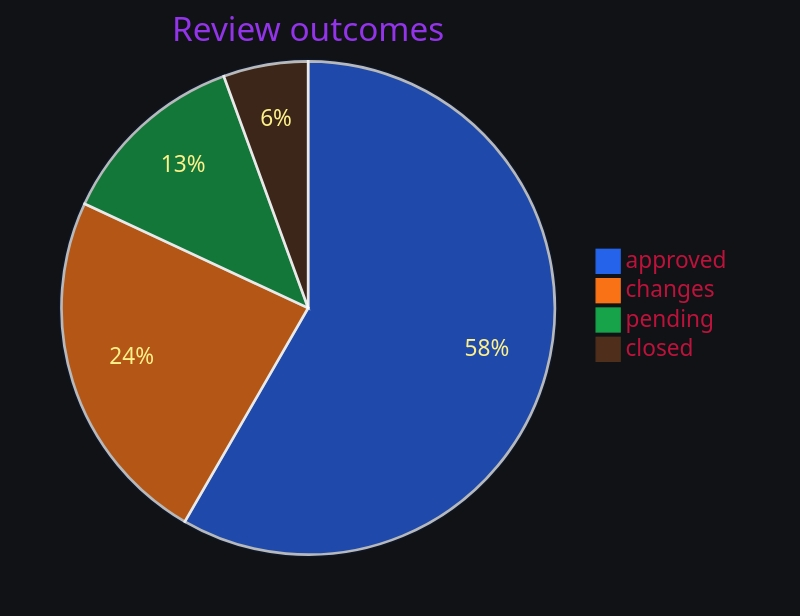 Review outcomes
6%
13%
24%
58%
approved
changes
pending
closed